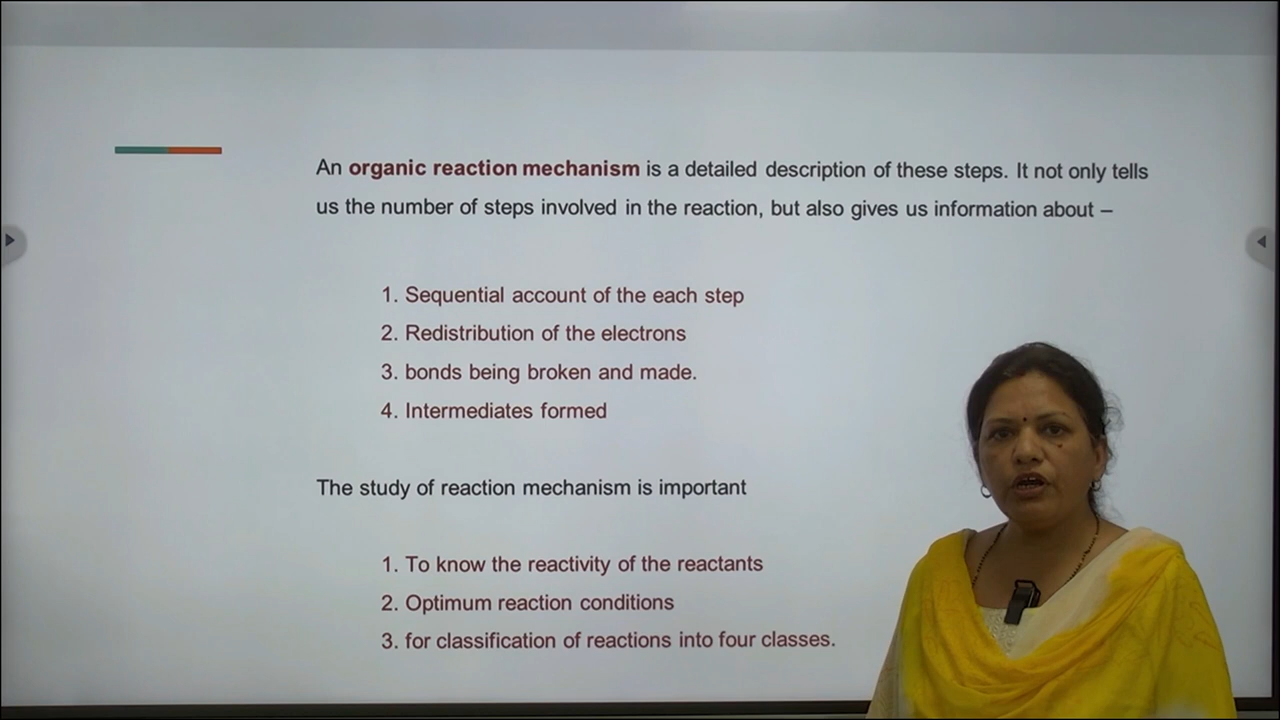 An organic reaction mechanism is a detailed description of these steps. It not only tells
us the number of steps involved in the reaction, but also gives us information about –
1. Sequential account of the each step
2. Redistribution of the electrons
3. bonds being broken and made.
4. Intermediates formed
The study of reaction mechanism is important
1. To know the reactivity of the reactants
2. Optimum reaction conditions
3. for classification of reactions into four classes.